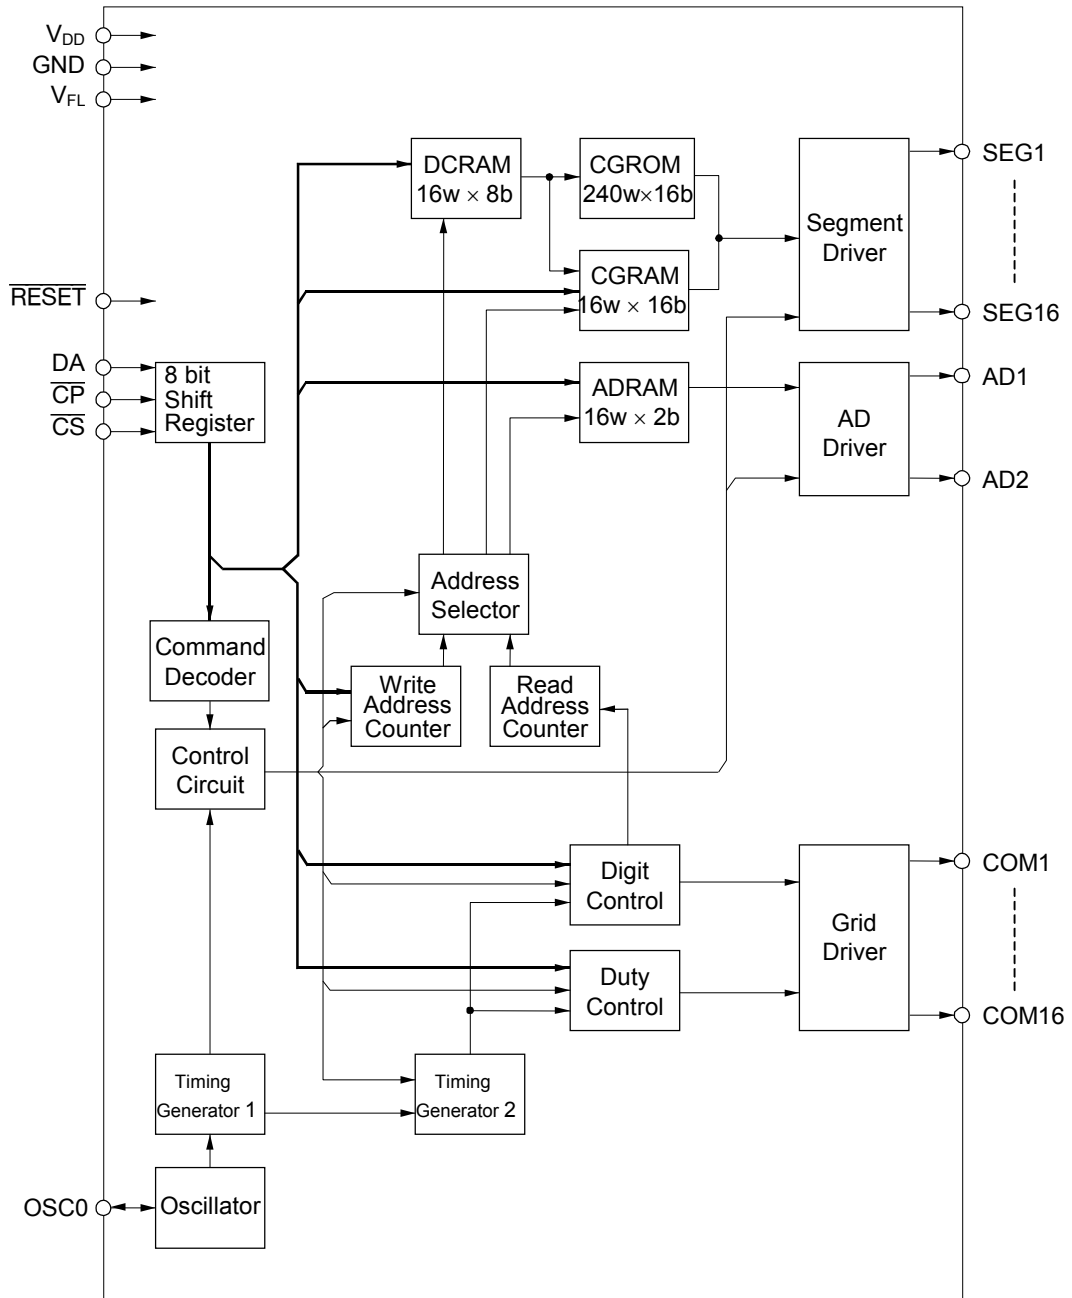 VDD
GND
VFL
RESET
DA
CP
CS
8 bit
Shift
Register
DCRAM
16w × 8b
CGROM
240w×16b
CGRAM
16w × 16b
ADRAM
16w × 2b
Segment
Driver
SEG1
SEG16
AD
Driver
AD1
AD2
Address
Selector
Command
Decoder
Write
Address
Counter
Read
Address
Counter
Control
Circuit
Digit
Control
Duty
Control
Grid
Driver
COM1
COM16
Timing
Generator 1
Timing
Generator 2
OSC0
Oscillator